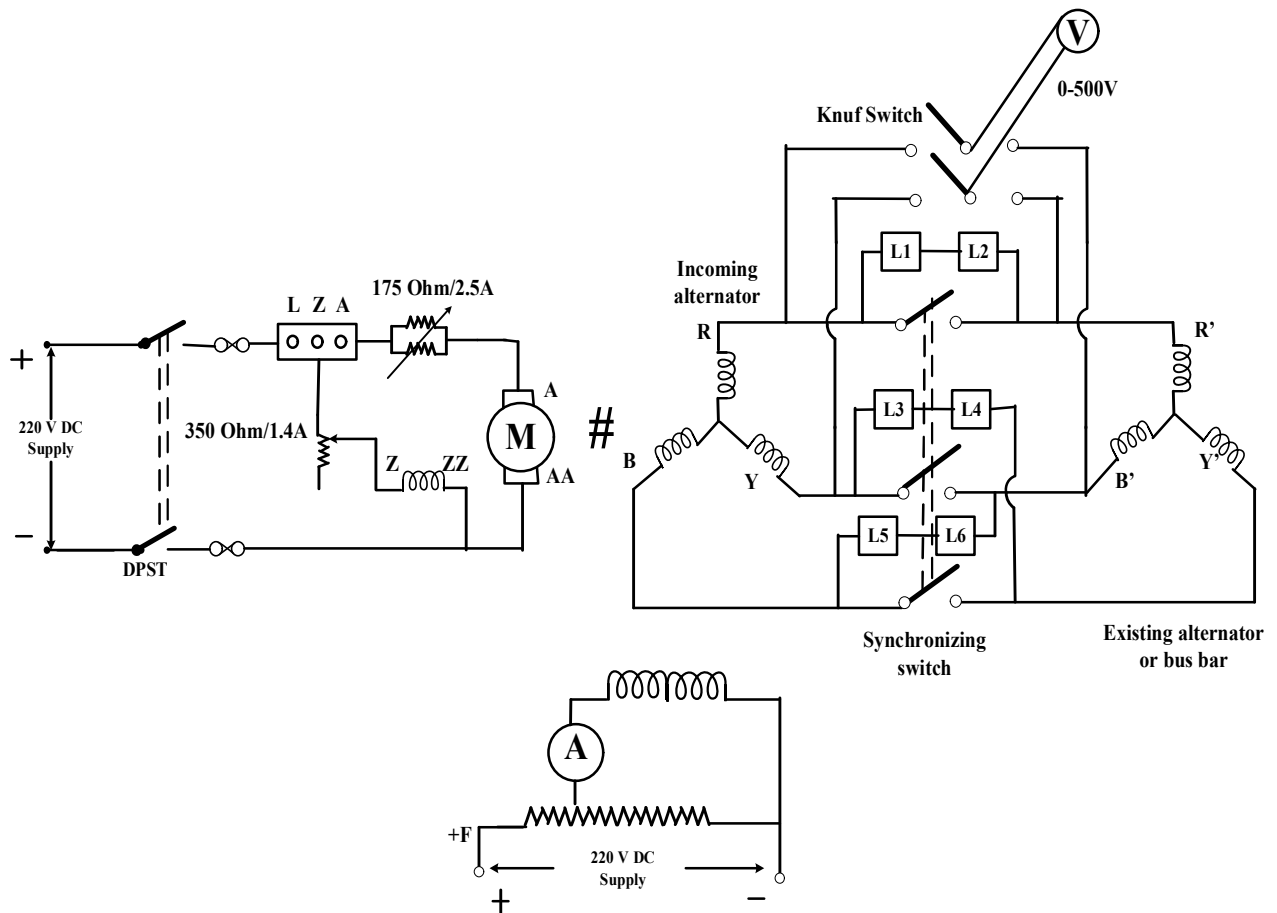 V
0-500V
Knuf Switch
L1
L2
Incoming
alternator
175 Ohm/2.5A
L Z A
R
R’
+
A
220 V DC
Supply
350 Ohm/1.4A
M
#
L3
L4
Z
ZZ
AA
B
Y
B’
Y’
−
DPST
L5
L6
Synchronizing
switch
Existing alternator
or bus bar
A
+F
220 V DC
Supply
+
−